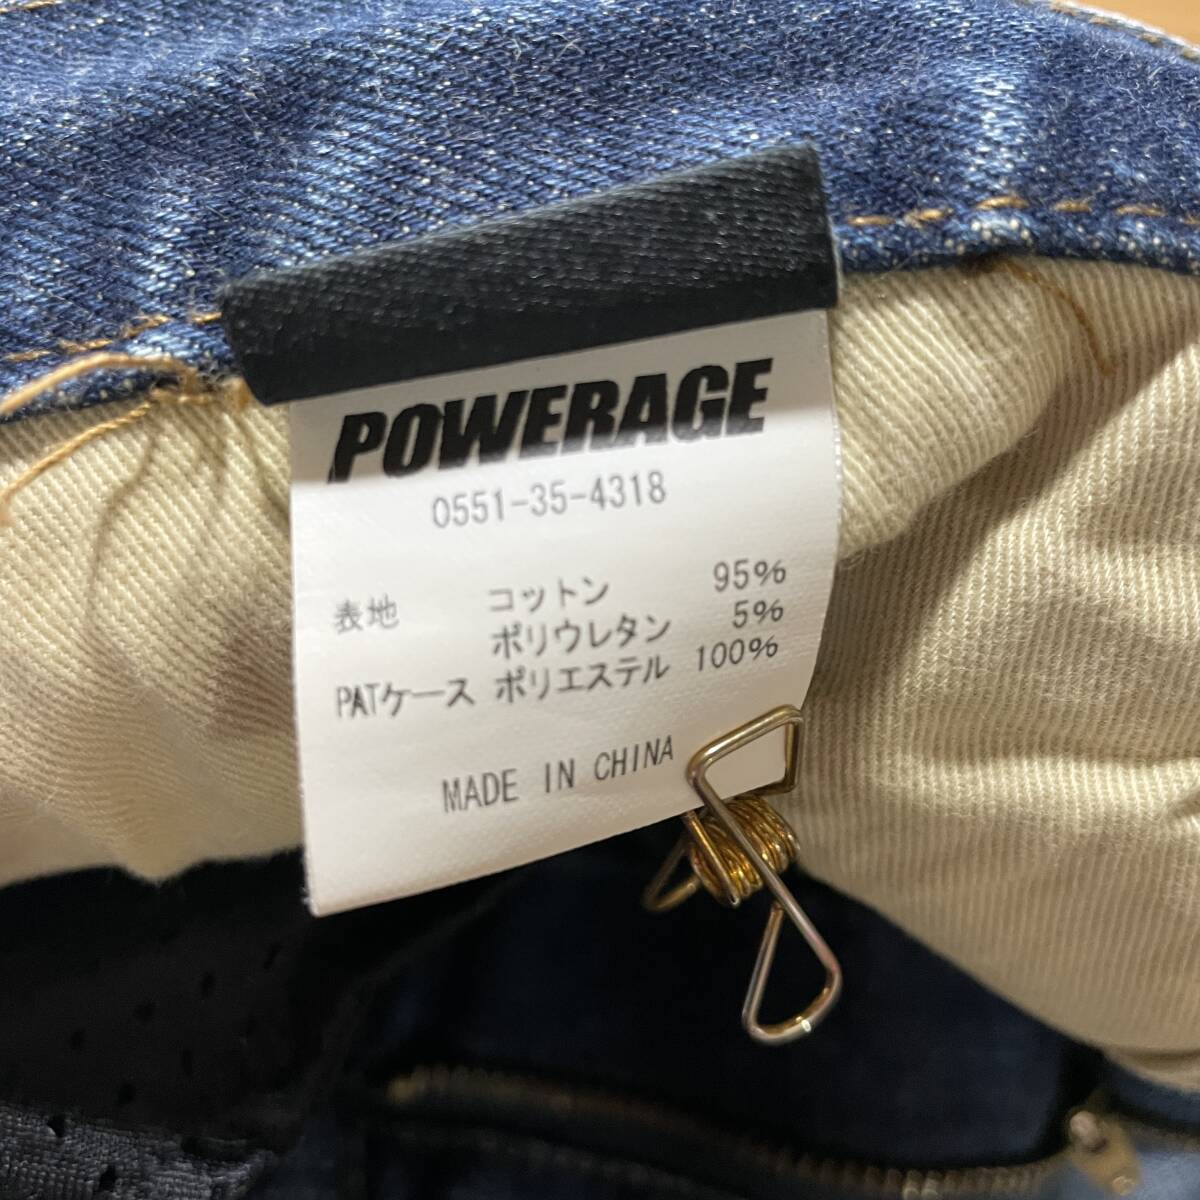 POWERAGE
0551-35-4318
表地 コットン 95%
ポリウレタン 5%
PATケース ポリエステル 100%
MADE IN CHINA